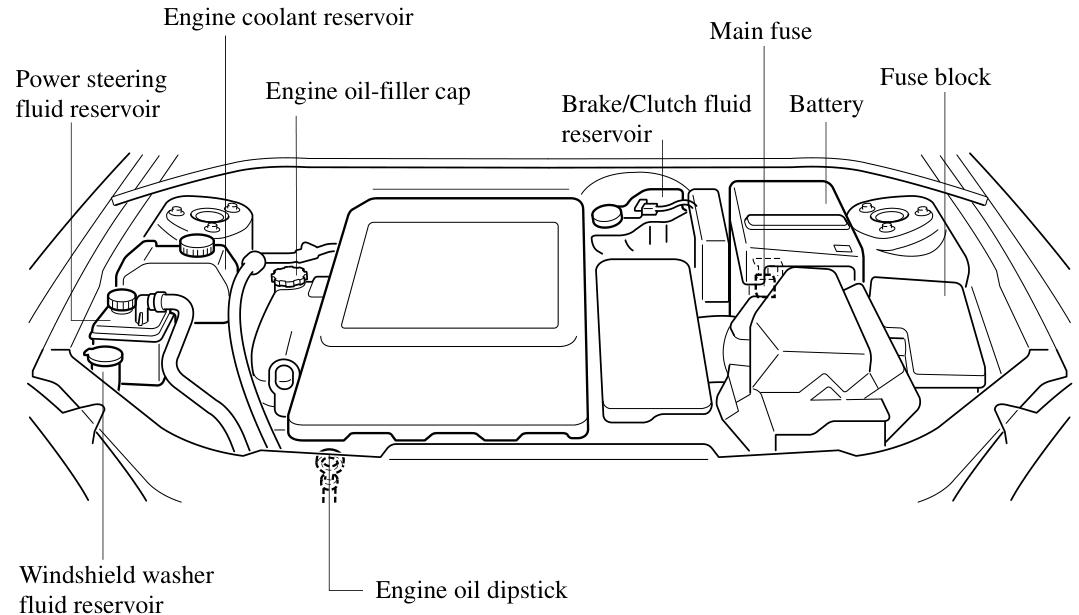 Engine coolant reservoir
Main fuse
Power steering
fluid reservoir
Engine oil-filler cap
Brake/Clutch fluid
reservoir
Battery
Fuse block
Windshield washer
fluid reservoir
Engine oil dipstick